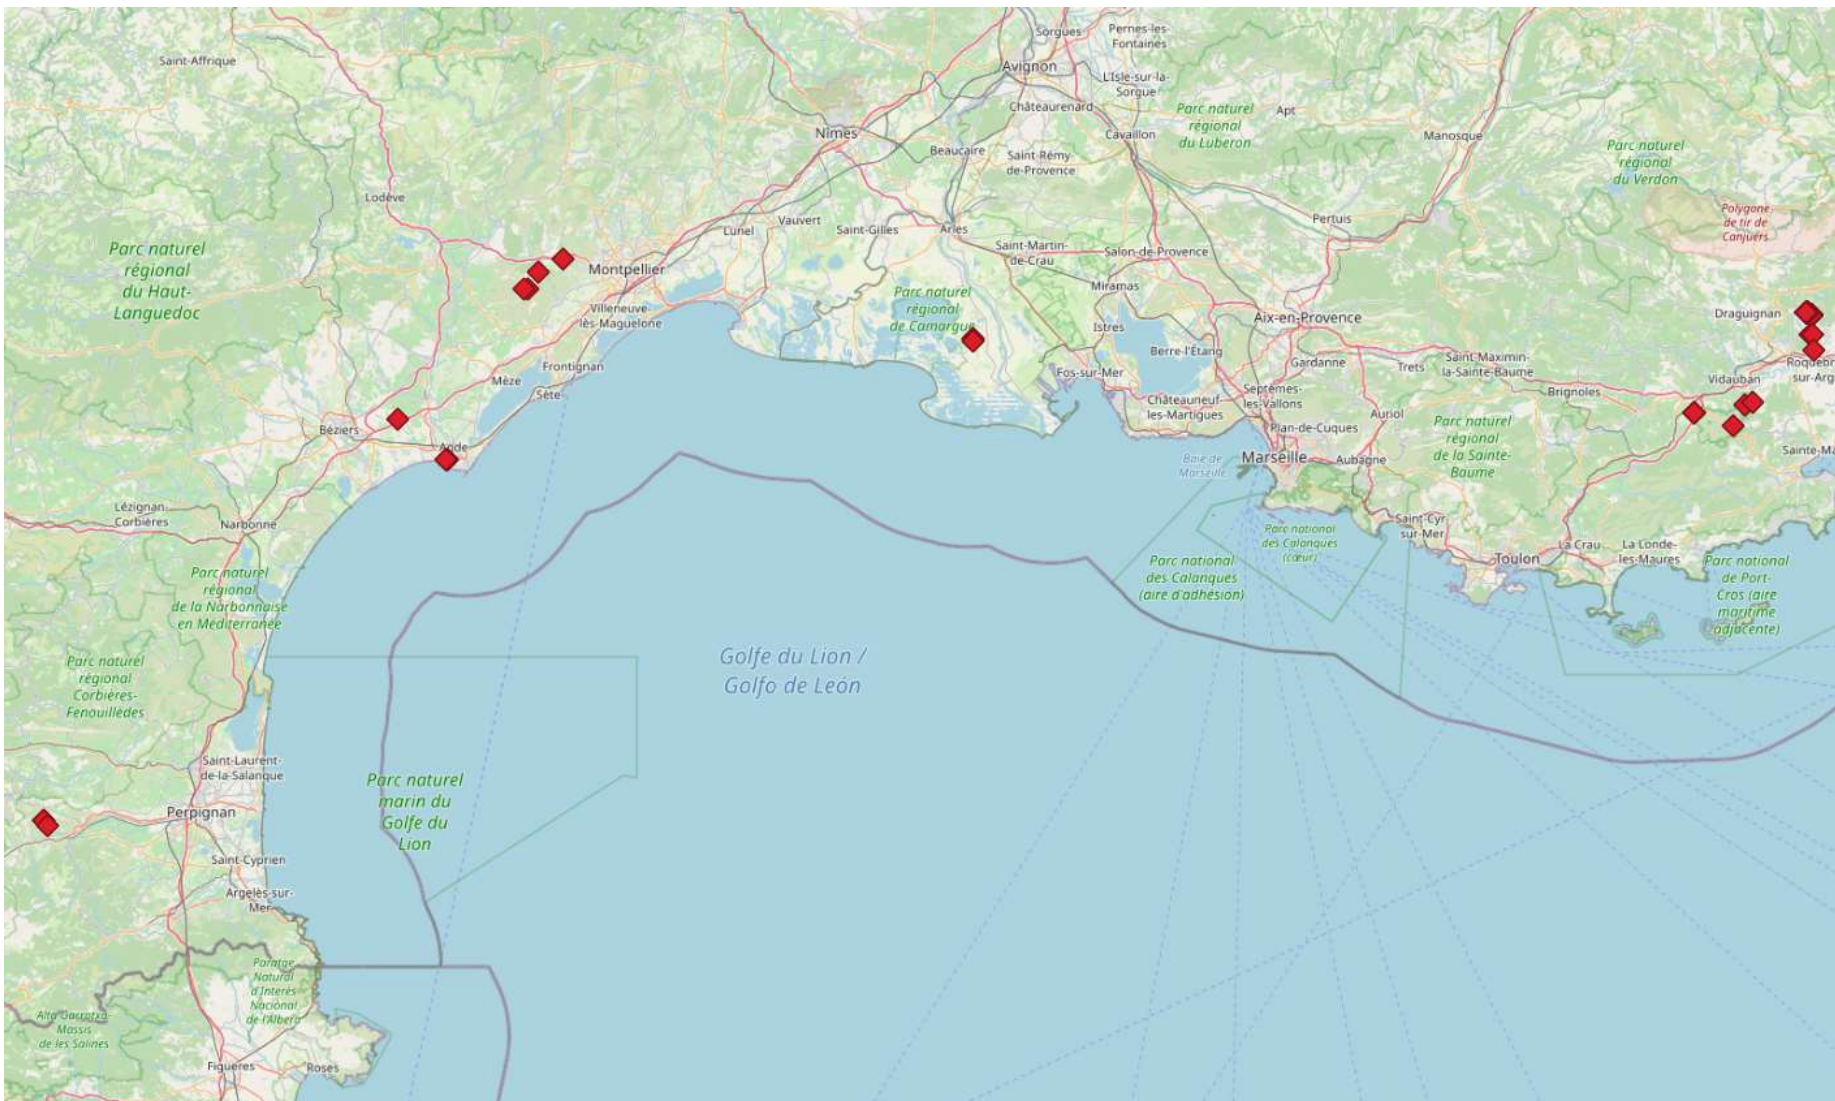 Sorgues
Pernes-les-
Fontaines
Saint-Affrique
Avignon
L'Isle-sur-la-
Sorgue
Châteaurenard
Parc naturel
régional
du Luberon
Apt
Nîmes
Cavaillon
Manosque
Beaucaire
Saint-Rémy
de-Provence
Parc naturel
régional
du Verdon
Lodève
Vauvert
Lunel
Saint-Gilles
Arles
Pertuis
Polygone
de tir de
Canjuers
Parc naturel
régional
du Haut-
Languedoc
Saint-Martin-
de-Crau
Salon-de-Provence
Montpellier
Miramas
Parc naturel
régional
de Camargue
Villeneuve-
lès-Maguelone
Istres
Aix-en-Provence
Draguignan
Berre-l'Étang
Gardanne
Trets
Saint-Maximin-
la-Sainte-Baume
Roquebr
sur-Arg
Frontignan
Mèze
Sète
Fos-sur-Mer
Vidauban
Septèmes-
les-Vallons
Brignoles
Châteauneuf-
les-Martigues
Auriol
Plan-de-Cuques
Parc naturel
régional
de la Sainte-
Baume
Béziers
Agde
Baie de
Marseille
Marseille
Aubagne
Sainte-Ma
Lézignan-
Corbières
Narbonne
Saint-Cyr
sur-Mer
Parc national
des Calanques
(cœur)
Toulon
La Crau
La Londe-
les-Maures
Parc national
des Calanques
(aire d'adhésion)
Parc national
de Port-
Cros (aire
maritime
adjacente)
Parc naturel
régional
de la Narbonnaise
en Méditerranée
Golfe du Lion /
Golfo de León
Parc naturel
régional
Corbières-
Fenouillèdes
Saint-Laurent-
de-la-Salanque
Parc naturel
marin du
Golfe du
Lion
Perpignan
Saint-Cyprien
Argelès-sur-
Mer
Paratge
Natural
d'Interès
Nacional
de l'Albera
Alta Garrotxa-
Massís
de les Salines
Figueres
Roses